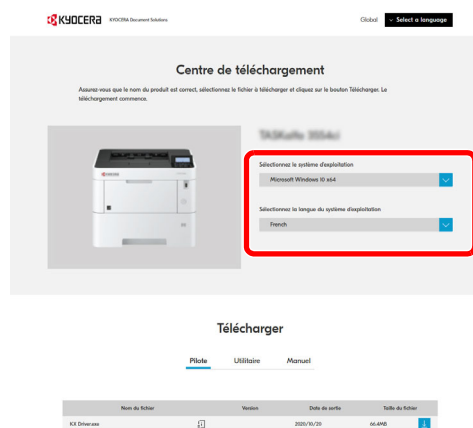 KYOCERA KYOCERA Document Solutions
Global Select a language
Centre de téléchargement
Assurez-vous que le nom du produit est correct, sélectionnez le fichier à télécharger et cliquez sur le bouton Télécharger. Le
téléchargement commence.
Sélectionnez le système d'exploitation
Microsoft Windows 10 x64
Sélectionnez la langue du système d'exploitation
French
Télécharger
Pilote Utilitaire Manuel
Nom du fichier Version Date de sortie Taille du fichier
KX Driver.exe 2020/10/20 66.4MB